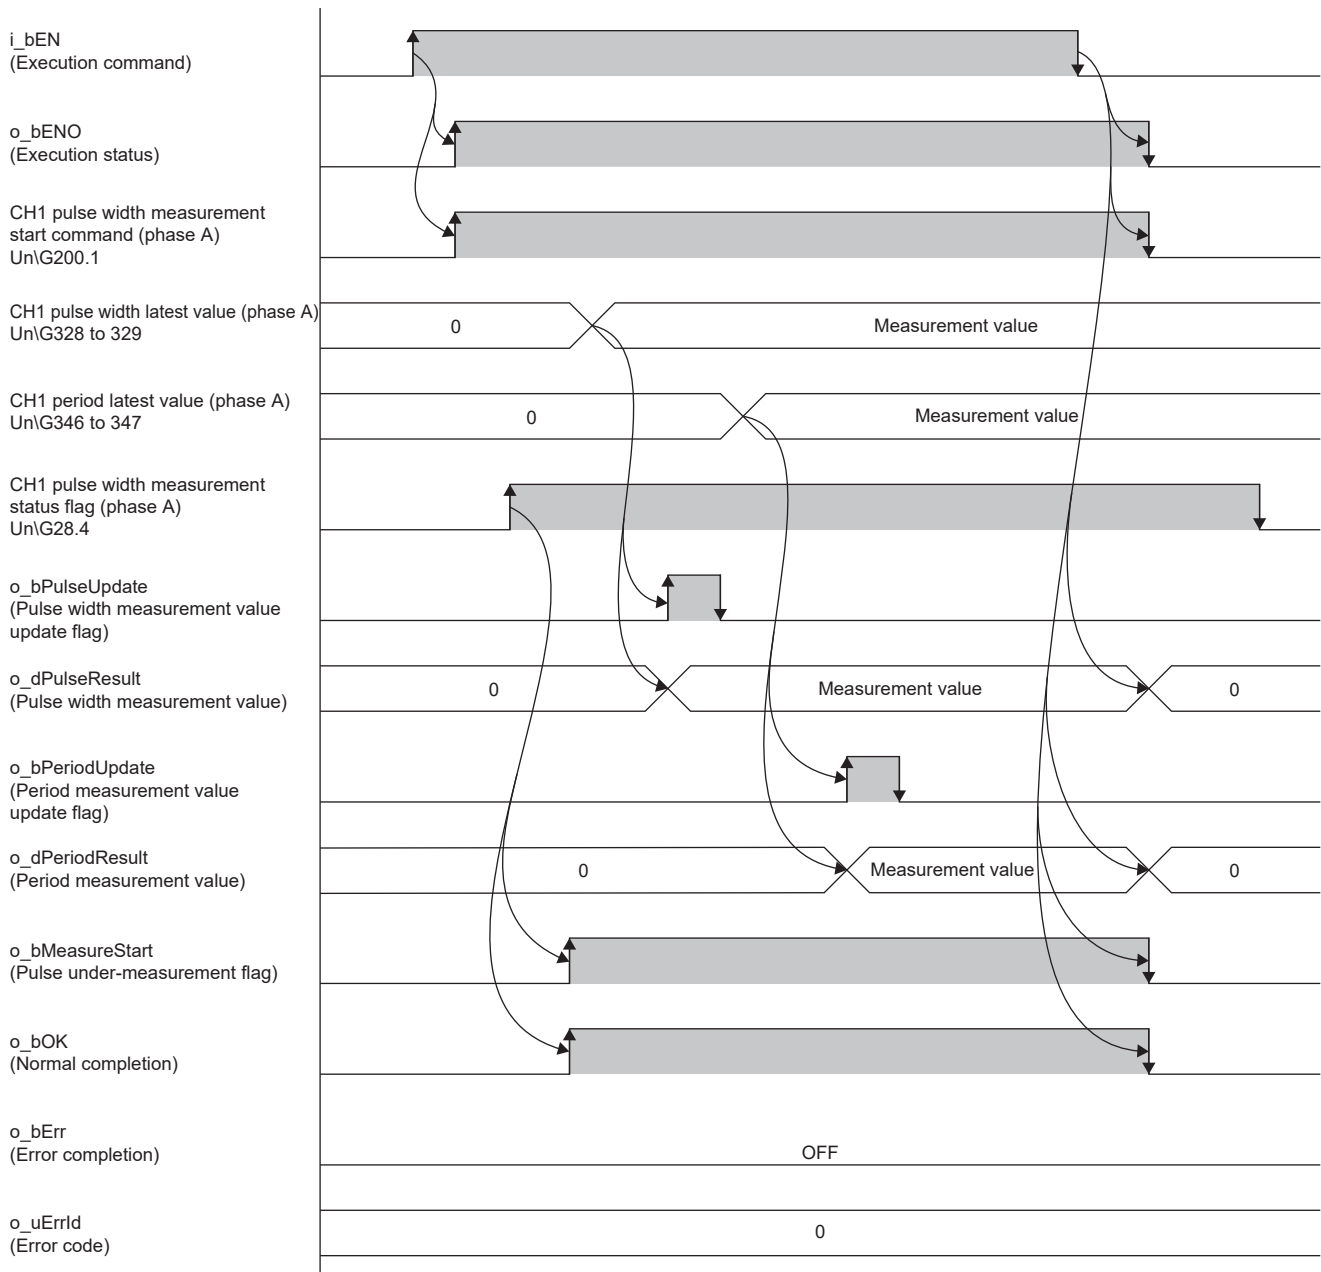 i_bEN
(Execution command)
o_bENO
(Execution status)
CH1 pulse width measurement
start command (phase A)
Un\G200.1
CH1 pulse width latest value (phase A)
Un\G328 to 329
0
Measurement value
CH1 period latest value (phase A)
Un\G346 to 347
0
Measurement value
CH1 pulse width measurement
status flag (phase A)
Un\G28.4
o_bPulseUpdate
(Pulse width measurement value
update flag)
o_dPulseResult
(Pulse width measurement value)
0
Measurement value
0
o_bPeriodUpdate
(Period measurement value
update flag)
o_dPeriodResult
(Period measurement value)
0
Measurement value
0
o_bMeasureStart
(Pulse under-measurement flag)
o_bOK
(Normal completion)
o_bErr
(Error completion)
OFF
o_uErrId
(Error code)
0